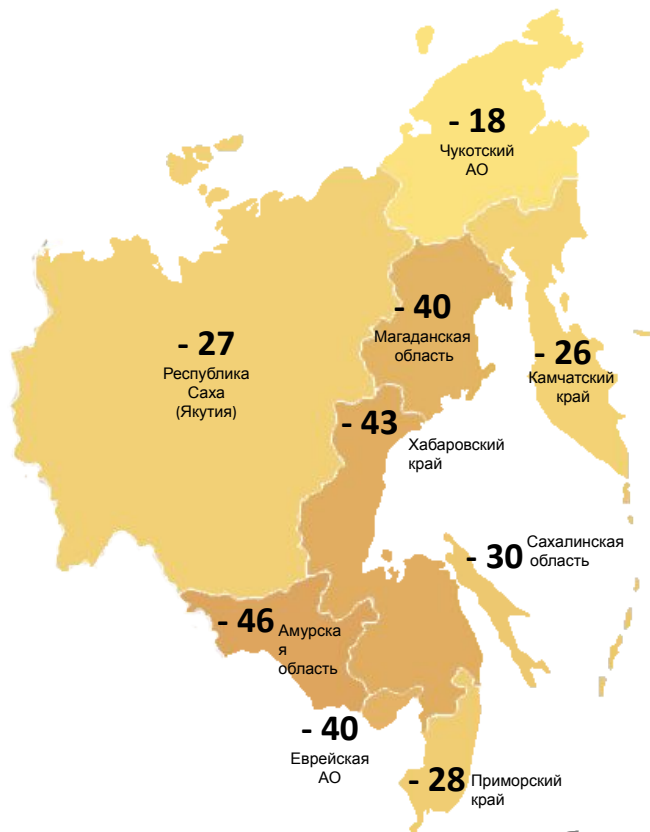 - 18
Чукотский
АО
- 40
Магаданская
область
- 27
Республика
Саха
(Якутия)
- 26
Камчатский
край
- 43
Хабаровский
край
- 30
Сахалинская
область
- 46
Амурска
я
область
- 40
Еврейская
АО
- 28
Приморский
край